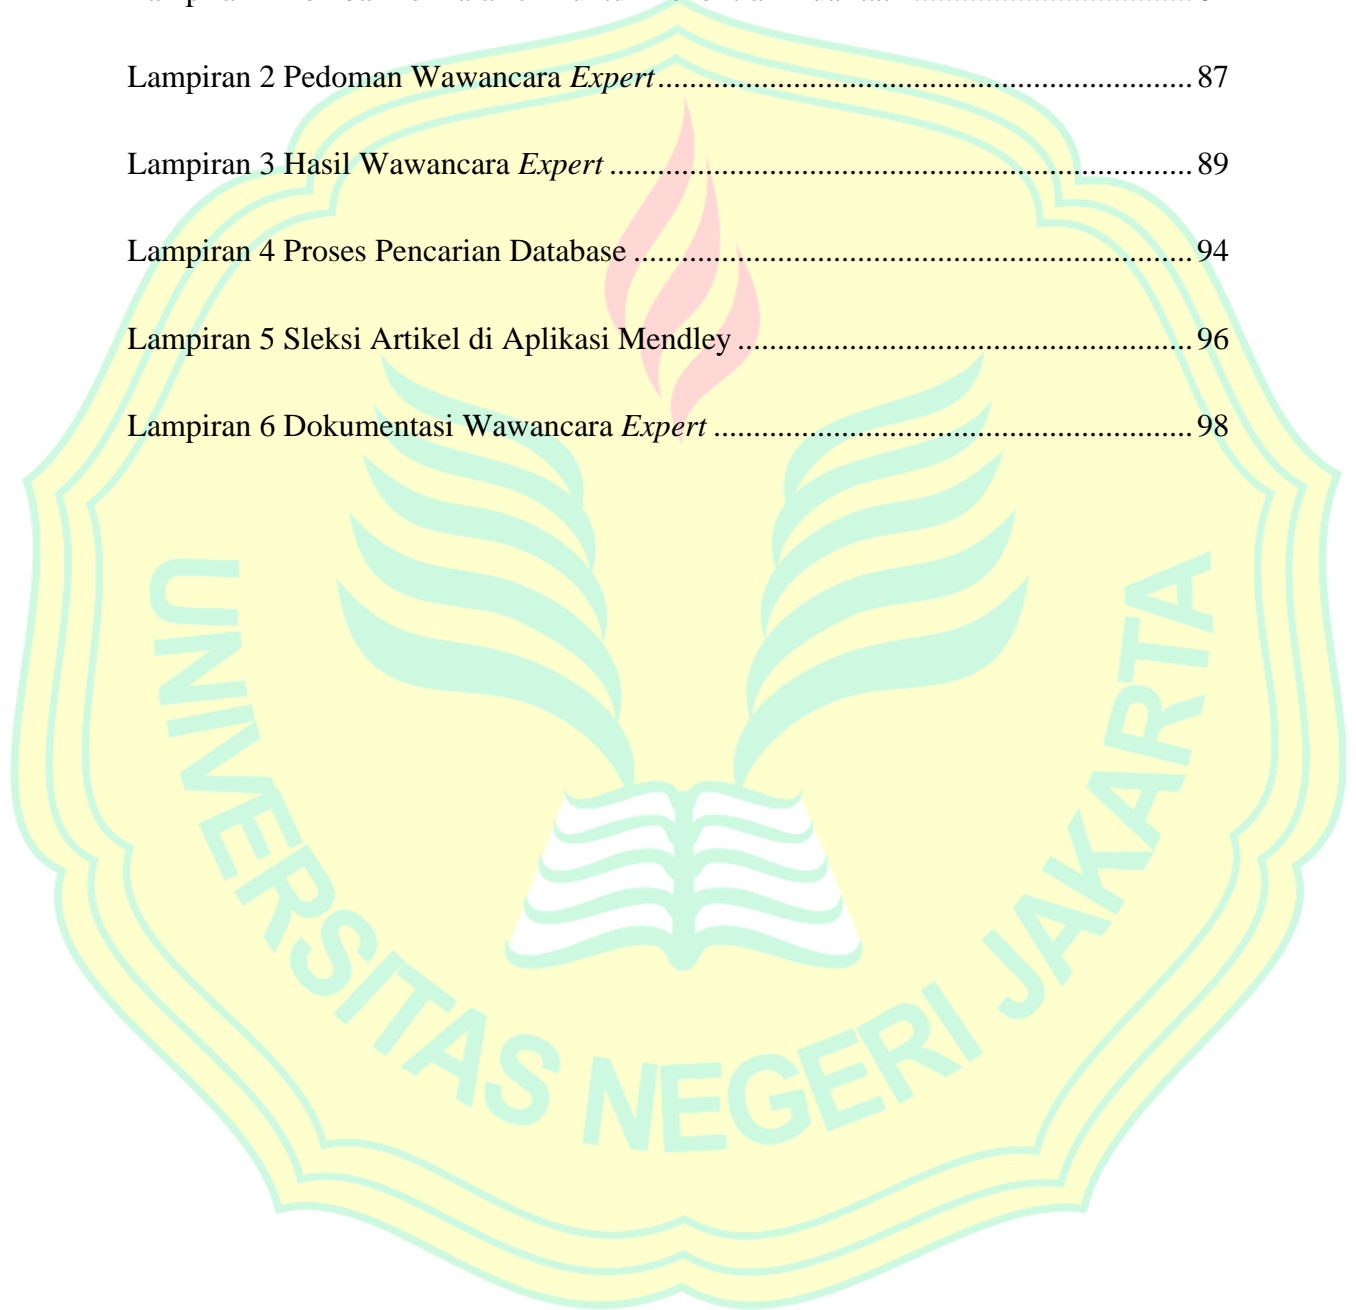 Lampiran 2 Pedoman Wawancara Expert........................................................................ 87
Lampiran 3 Hasil Wawancara Expert ........................................................................ 89
Lampiran 4 Proses Pencarian Database ........................................................................ 94
Lampiran 5 Sleksi Artikel di Aplikasi Mendley ........................................................................ 96
Lampiran 6 Dokumentasi Wawancara Expert ........................................................................ 98
UNIVERSITAS NEGERI JAKARTA